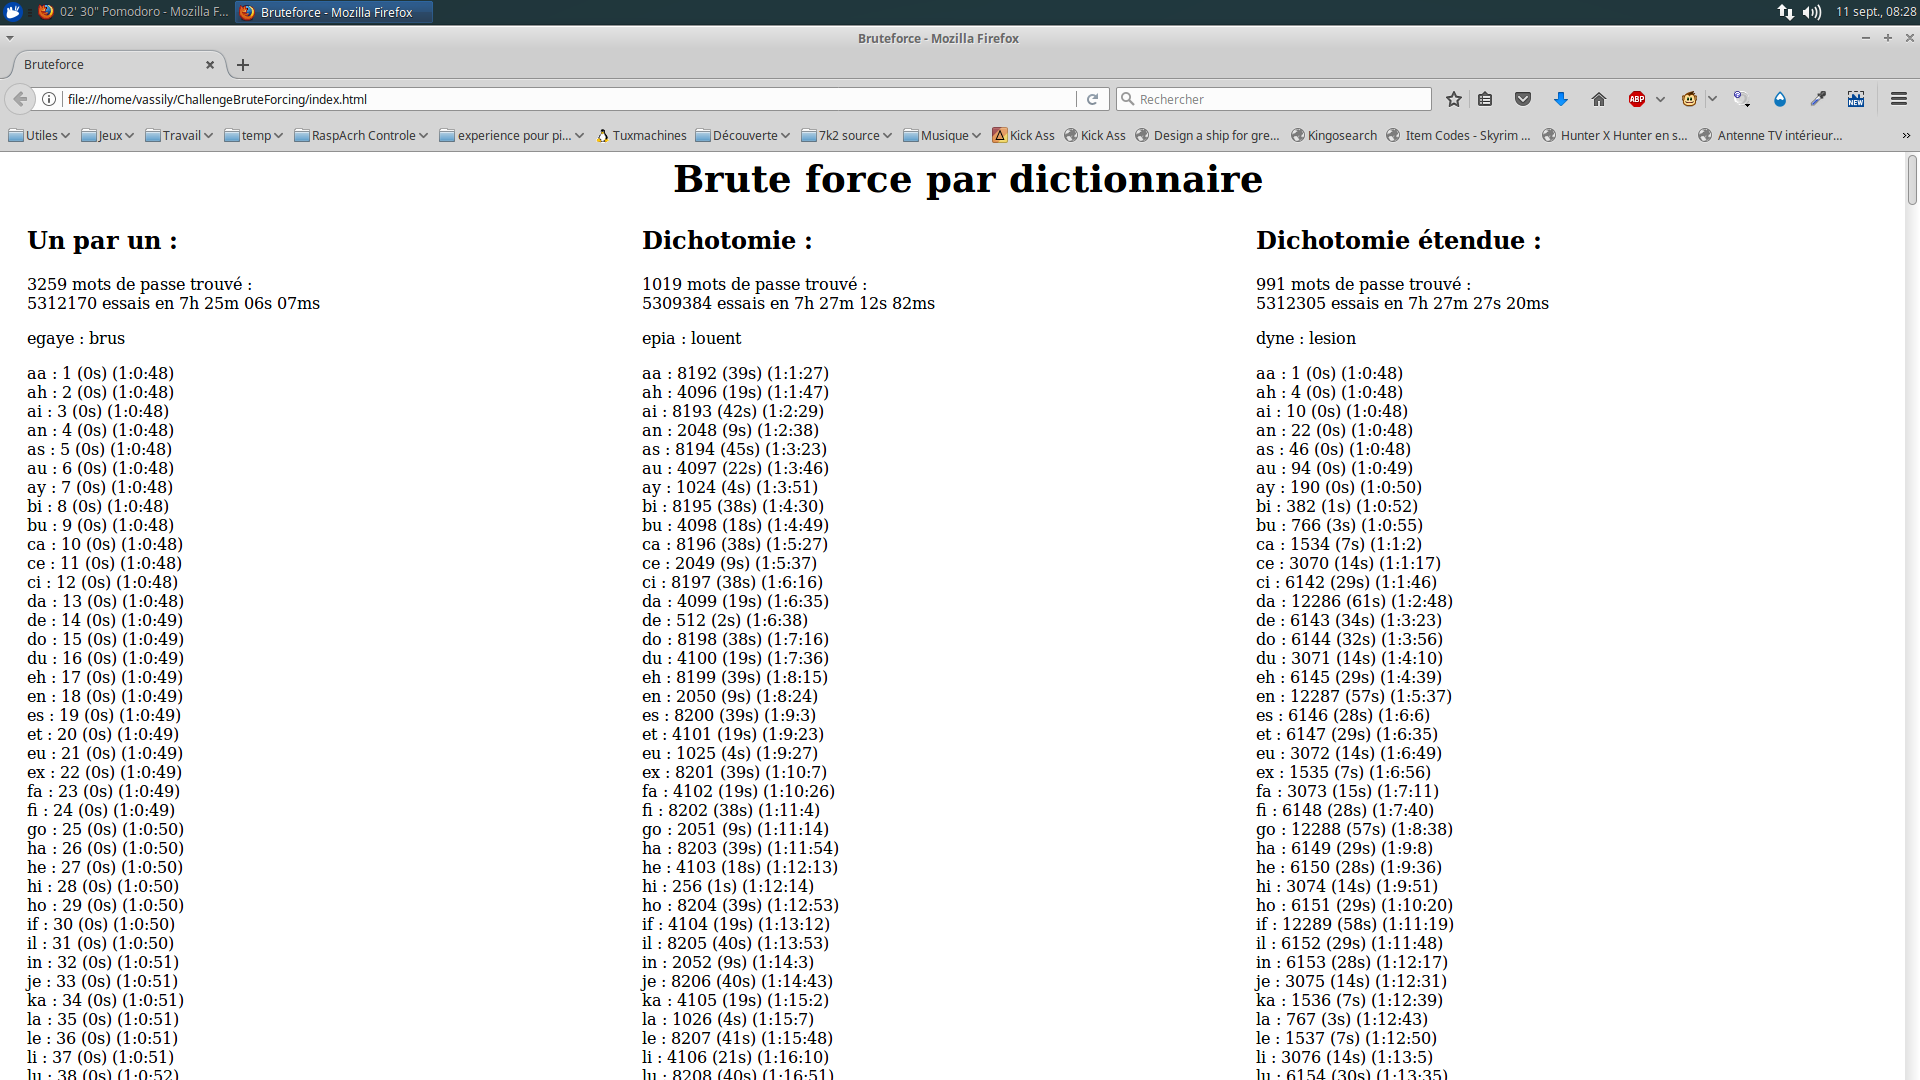 02' 30" Pomodoro - Mozilla F...
Bruteforce - Mozilla Firefox
11 sept., 08:28
Bruteforce - Mozilla Firefox
Bruteforce
file:///home/vassily/ChallengeBruteForcing/index.html
Rechercher
ABP
NEW
Utiles
Jeux
Travail
temp
RaspAcrh Controle
experience pour pi...
Tuxmachines
Découverte
7k2 source
Musique
Kick Ass
Kick Ass
Design a ship for gre...
Kingosearch
Item Codes - Skyrim ...
Hunter X Hunter en s...
Antenne TV intérieur...
Brute force par dictionnaire
Un par un :
3259 mots de passe trouvé :
5312170 essais en 7h 25m 06s 07ms
egaye : brus
aa : 1 (0s) (1:0:48)
ah : 2 (0s) (1:0:48)
ai : 3 (0s) (1:0:48)
an : 4 (0s) (1:0:48)
as : 5 (0s) (1:0:48)
au : 6 (0s) (1:0:48)
ay : 7 (0s) (1:0:48)
bi : 8 (0s) (1:0:48)
bu : 9 (0s) (1:0:48)
ca : 10 (0s) (1:0:48)
ce : 11 (0s) (1:0:48)
ci : 12 (0s) (1:0:48)
da : 13 (0s) (1:0:48)
de : 14 (0s) (1:0:49)
do : 15 (0s) (1:0:49)
du : 16 (0s) (1:0:49)
eh : 17 (0s) (1:0:49)
en : 18 (0s) (1:0:49)
es : 19 (0s) (1:0:49)
et : 20 (0s) (1:0:49)
eu : 21 (0s) (1:0:49)
ex : 22 (0s) (1:0:49)
fa : 23 (0s) (1:0:49)
fi : 24 (0s) (1:0:49)
go : 25 (0s) (1:0:50)
ha : 26 (0s) (1:0:50)
he : 27 (0s) (1:0:50)
hi : 28 (0s) (1:0:50)
ho : 29 (0s) (1:0:50)
if : 30 (0s) (1:0:50)
il : 31 (0s) (1:0:50)
in : 32 (0s) (1:0:51)
je : 33 (0s) (1:0:51)
ka : 34 (0s) (1:0:51)
la : 35 (0s) (1:0:51)
le : 36 (0s) (1:0:51)
li : 37 (0s) (1:0:51)
lu : 38 (0s) (1:0:52)
Dichotomie :
1019 mots de passe trouvé :
5309384 essais en 7h 27m 12s 82ms
epia : louent
aa : 8192 (39s) (1:1:27)
ah : 4096 (19s) (1:1:47)
ai : 8193 (42s) (1:2:29)
an : 2048 (9s) (1:2:38)
as : 8194 (45s) (1:3:23)
au : 4097 (22s) (1:3:46)
ay : 1024 (4s) (1:3:51)
bi : 8195 (38s) (1:4:30)
bu : 4098 (18s) (1:4:49)
ca : 8196 (38s) (1:5:27)
ce : 2049 (9s) (1:5:37)
ci : 8197 (38s) (1:6:16)
da : 4099 (19s) (1:6:35)
de : 512 (2s) (1:6:38)
do : 8198 (38s) (1:7:16)
du : 4100 (19s) (1:7:36)
eh : 8199 (39s) (1:8:15)
en : 2050 (9s) (1:8:24)
es : 8200 (39s) (1:9:3)
et : 4101 (19s) (1:9:23)
eu : 1025 (4s) (1:9:27)
ex : 8201 (39s) (1:10:7)
fa : 4102 (19s) (1:10:26)
fi : 8202 (38s) (1:11:4)
go : 2051 (9s) (1:11:14)
ha : 8203 (39s) (1:11:54)
he : 4103 (18s) (1:12:13)
hi : 256 (1s) (1:12:14)
ho : 8204 (39s) (1:12:53)
if : 4104 (19s) (1:13:12)
il : 8205 (40s) (1:13:53)
in : 2052 (9s) (1:14:3)
je : 8206 (40s) (1:14:43)
ka : 4105 (19s) (1:15:2)
la : 1026 (4s) (1:15:7)
le : 8207 (41s) (1:15:48)
li : 4106 (21s) (1:16:10)
lu : 8208 (40s) (1:16:51)
Dichotomie étendue :
991 mots de passe trouvé :
5312305 essais en 7h 27m 27s 20ms
dyne : lesion
aa : 1 (0s) (1:0:48)
ah : 4 (0s) (1:0:48)
ai : 10 (0s) (1:0:48)
an : 22 (0s) (1:0:48)
as : 46 (0s) (1:0:48)
au : 94 (0s) (1:0:49)
ay : 190 (0s) (1:0:50)
bi : 382 (1s) (1:0:52)
bu : 766 (3s) (1:0:55)
ca : 1534 (7s) (1:1:2)
ce : 3070 (14s) (1:1:17)
ci : 6142 (29s) (1:1:46)
da : 12286 (61s) (1:2:48)
de : 6143 (34s) (1:3:23)
do : 6144 (32s) (1:3:56)
du : 3071 (14s) (1:4:10)
eh : 6145 (29s) (1:4:39)
en : 12287 (57s) (1:5:37)
es : 6146 (28s) (1:6:6)
et : 6147 (29s) (1:6:35)
eu : 3072 (14s) (1:6:49)
ex : 1535 (7s) (1:6:56)
fa : 3073 (15s) (1:7:11)
fi : 6148 (28s) (1:7:40)
go : 12288 (57s) (1:8:38)
ha : 6149 (29s) (1:9:8)
he : 6150 (28s) (1:9:36)
hi : 3074 (14s) (1:9:51)
ho : 6151 (29s) (1:10:20)
if : 12289 (58s) (1:11:19)
il : 6152 (29s) (1:11:48)
in : 6153 (28s) (1:12:17)
je : 3075 (14s) (1:12:31)
ka : 1536 (7s) (1:12:39)
la : 767 (3s) (1:12:43)
le : 1537 (7s) (1:12:50)
li : 3076 (14s) (1:13:5)
lu : 6154 (30s) (1:13:35)